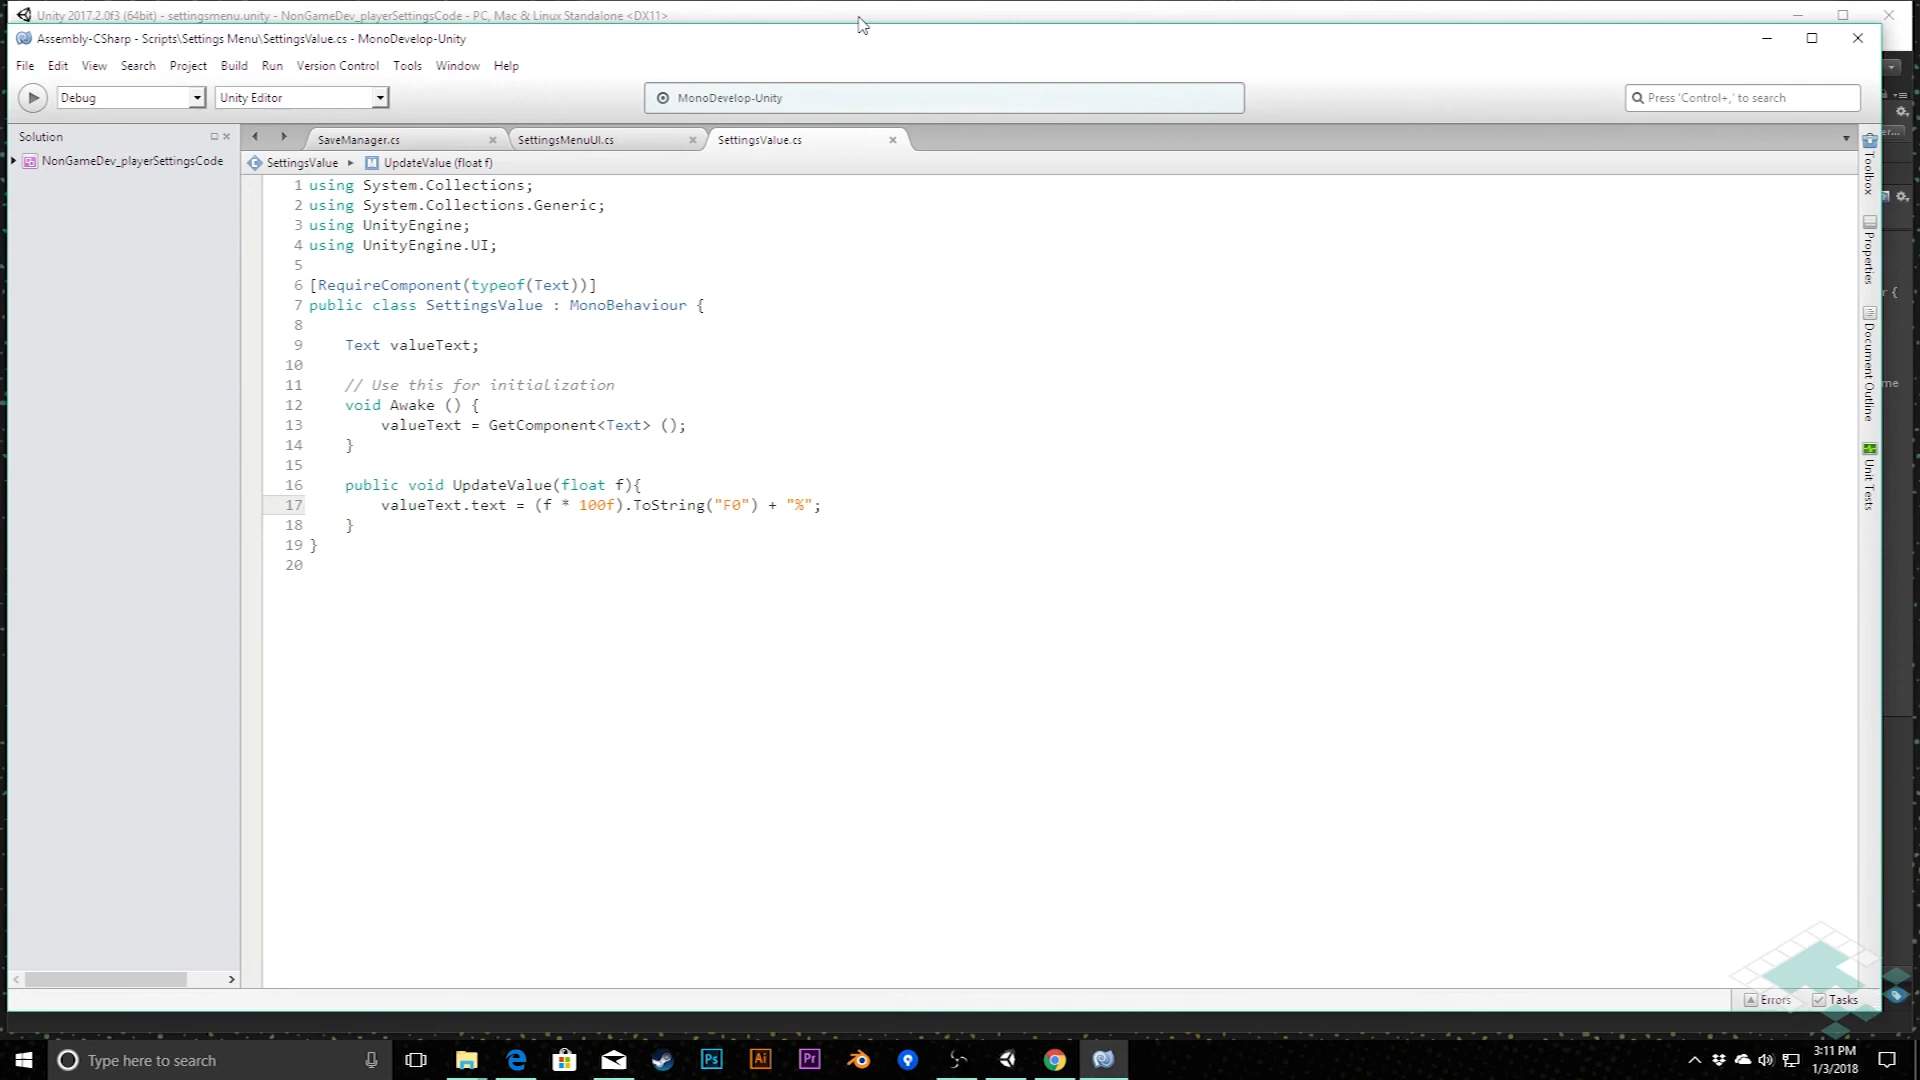 Unity 2017.2.0f3 (64bit) - settingsmenu.unity - NonGameDev_playerSettingsCode - PC, Mac & Linux Standalone <DX11>
Assembly-CSharp - Scripts\Settings Menu\SettingsValue.cs - MonoDevelop-Unity
File Edit View Search Project Build Run Version Control Tools Window Help
Debug Unity Editor MonoDevelop-Unity Press 'Control+,' to search
Solution
SaveManager.cs SettingsMenuUI.cs SettingsValue.cs
NonGameDev_playerSettingsCode
SettingsValue UpdateValue (float f)
1 using System.Collections;
2 using System.Collections.Generic;
3 using UnityEngine;
4 using UnityEngine.UI;
5
6 [RequireComponent(typeof(Text))]
7 public class SettingsValue : MonoBehaviour {
8
9 Text valueText;
10
11 // Use this for initialization
12 void Awake () {
13 valueText = GetComponent<Text> ();
14 }
15
16 public void UpdateValue(float f){
17 valueText.text = (f * 100f).ToString("F0") + "%";
18 }
19 }
20
Toolbox
Properties
Document Outline
Unit Tests
Errors Tasks
Type here to search
Ps
Ai
Pr
3:11 PM
1/3/2018